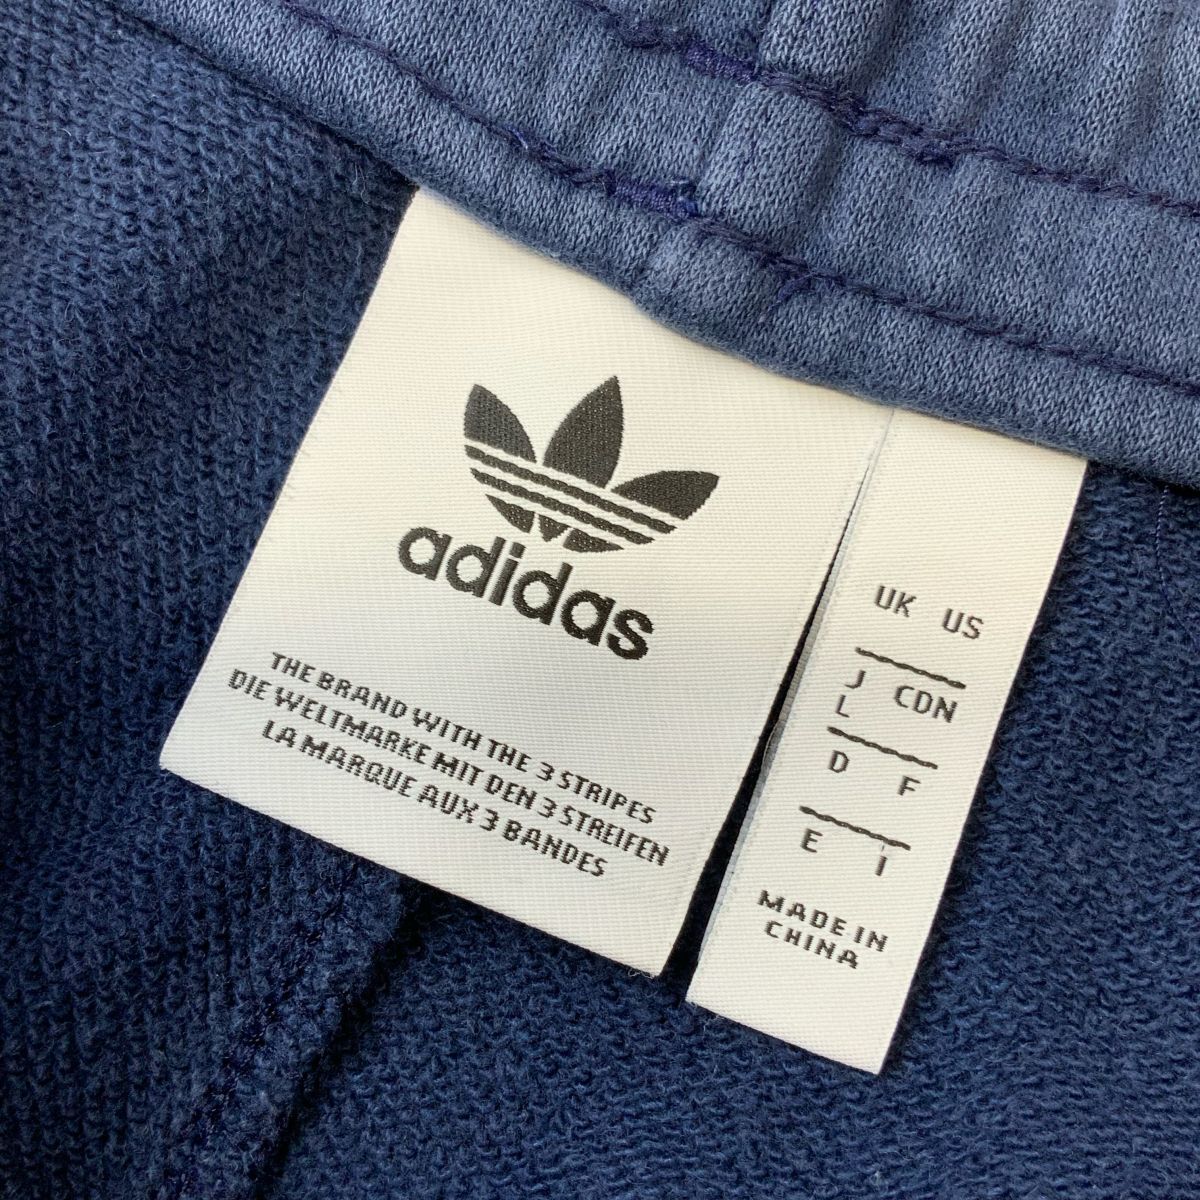 adidas
THE BRAND WITH THE 3 STRIPES
DIE WELTMARKE MIT DEN 3 STREIFEN
LA MARQUE AUX 3 BANDES
UK US
J CDN
L
D F
E I
MADE IN
CHINA